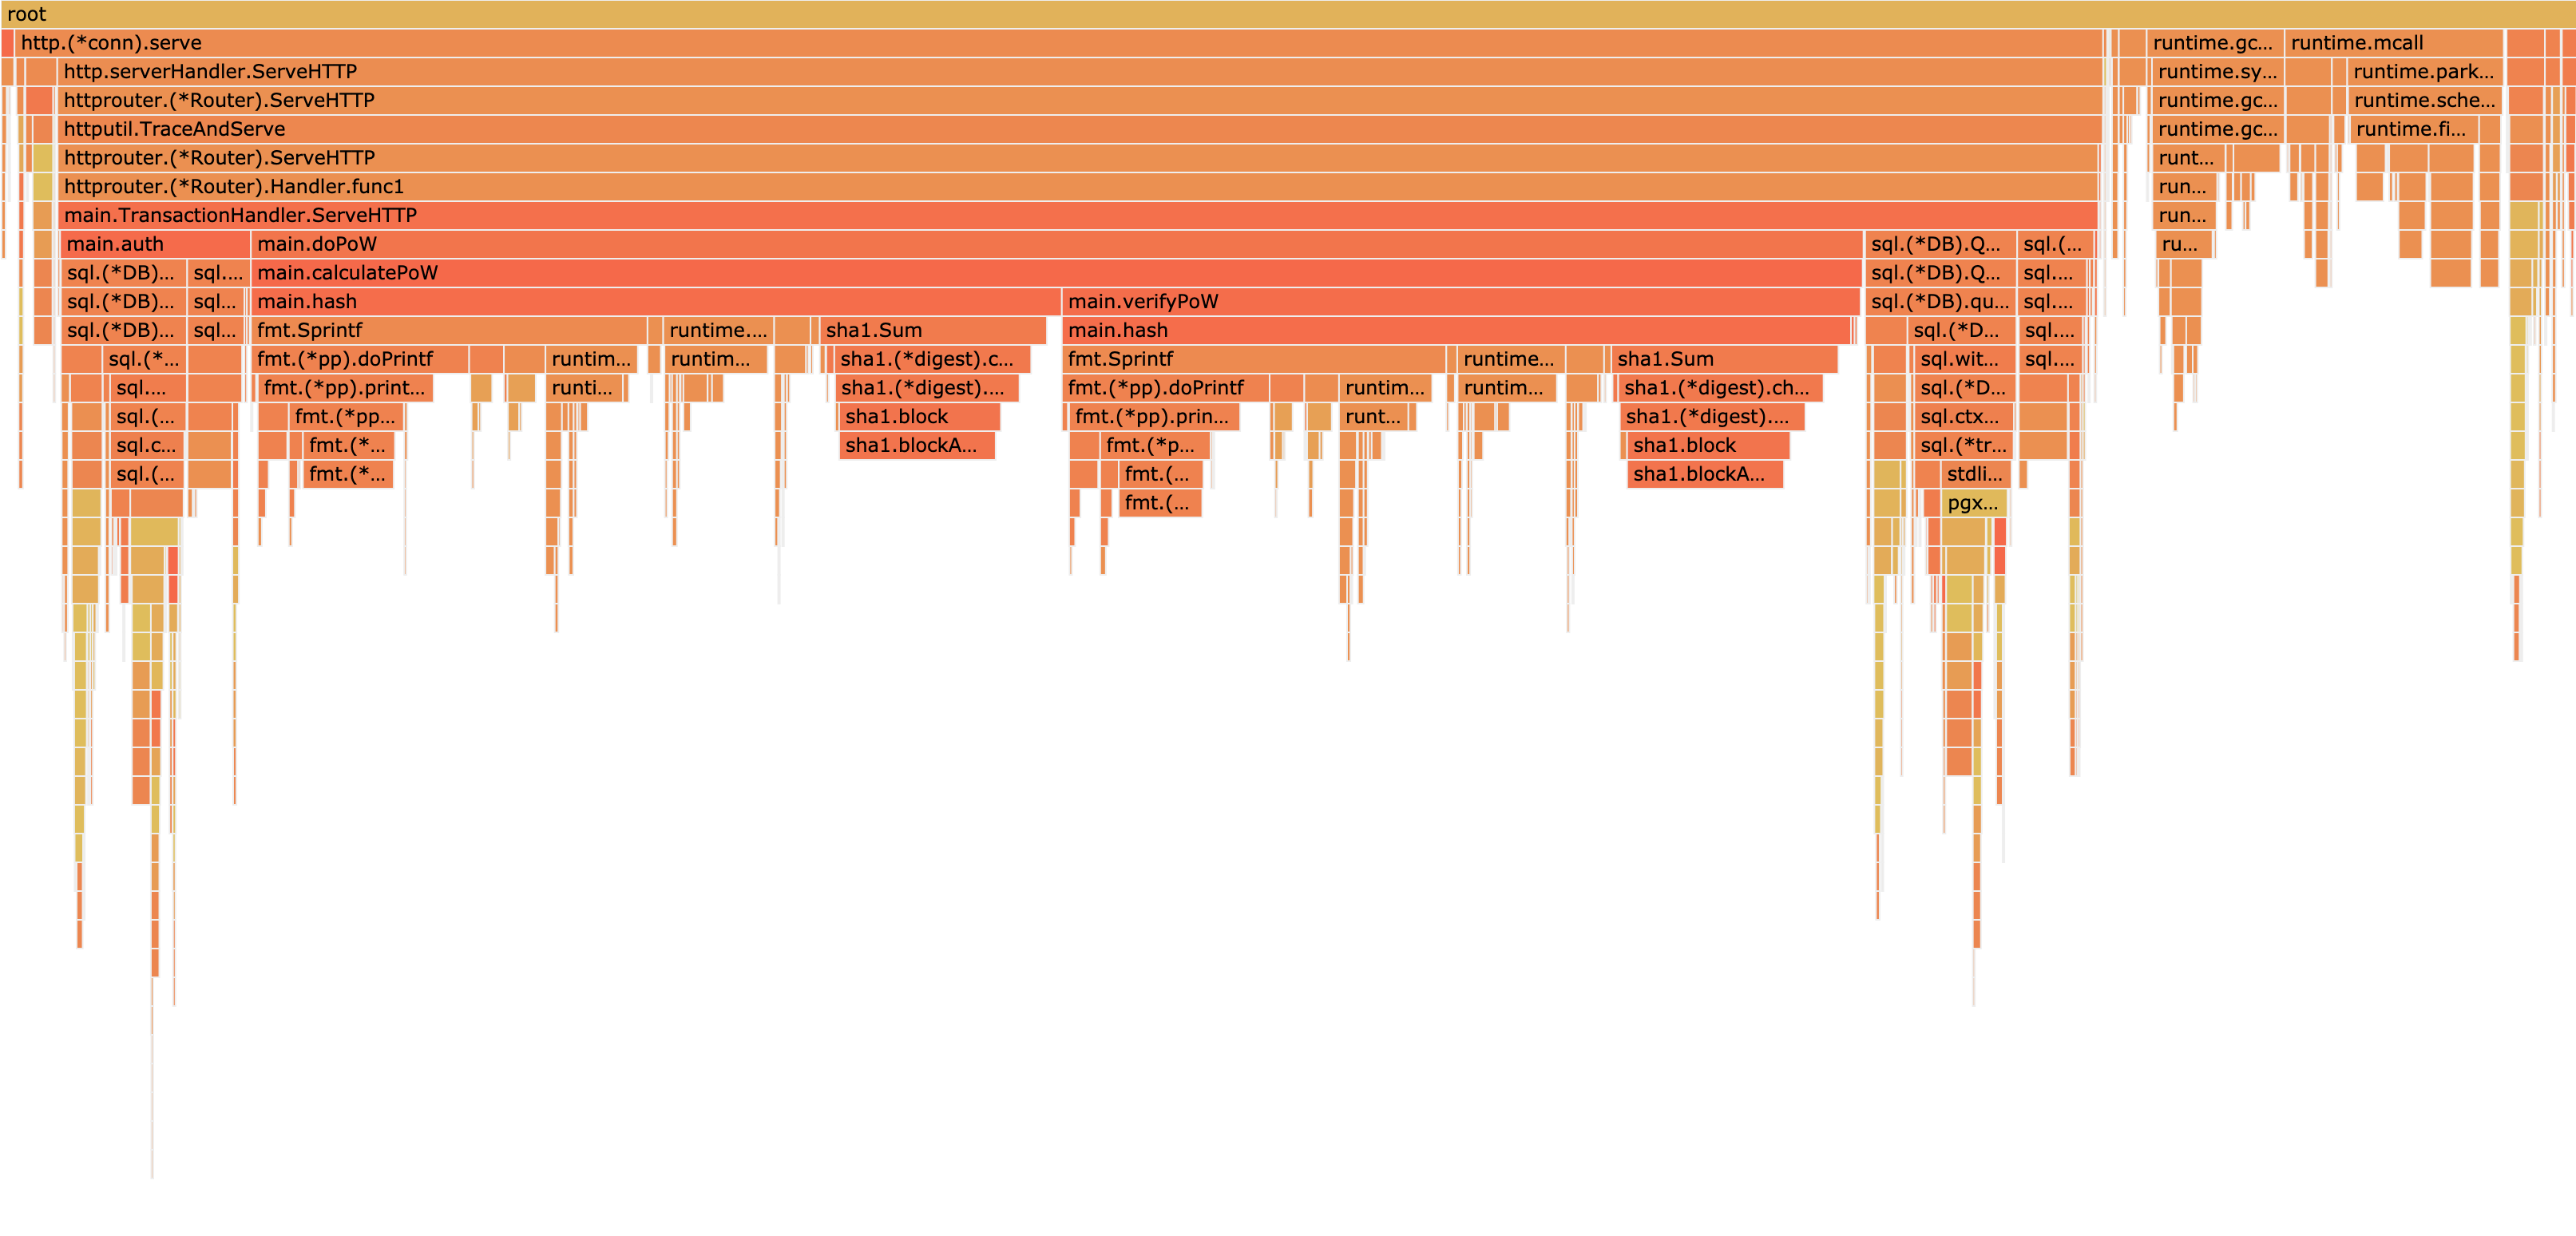 root
http.(*conn).serve runtime.gc... runtime.mcall
http.serverHandler.ServeHTTP runtime.sy... runtime.park...
httprouter.(*Router).ServeHTTP runtime.gc... runtime.sche...
httputil.TraceAndServe runtime.gc... runtime.fi...
httprouter.(*Router).ServeHTTP runt...
httprouter.(*Router).Handler.func1 run...
main.TransactionHandler.ServeHTTP run...
main.auth main.doPoW sql.(*DB).Q... sql.(... ru...
sql.(*DB)... sql.... main.calculatePoW sql.(*DB).Q... sql....
sql.(*DB)... sql... main.hash main.verifyPoW sql.(*DB).qu... sql....
sql.(*DB)... sql... fmt.Sprintf runtime.... sha1.Sum main.hash sql.(*D... sql....
sql.(*... fmt.(*pp).doPrintf runtim... runtim... sha1.(*digest).c... fmt.Sprintf runtime... sha1.Sum sql.wit... sql....
sql.... fmt.(*pp).print... runti... sha1.(*digest).... fmt.(*pp).doPrintf runtim... runtim... sha1.(*digest).ch... sql.(*D...
sql.(... fmt.(*pp... sha1.block fmt.(*pp).prin... runt... sha1.(*digest).... sql.ctx...
sql.c... fmt.(*... sha1.blockA... fmt.(*p... sha1.block sql.(*tr...
sql.(... fmt.(*... fmt.(... sha1.blockA... stdli...
fmt.(... pgx...